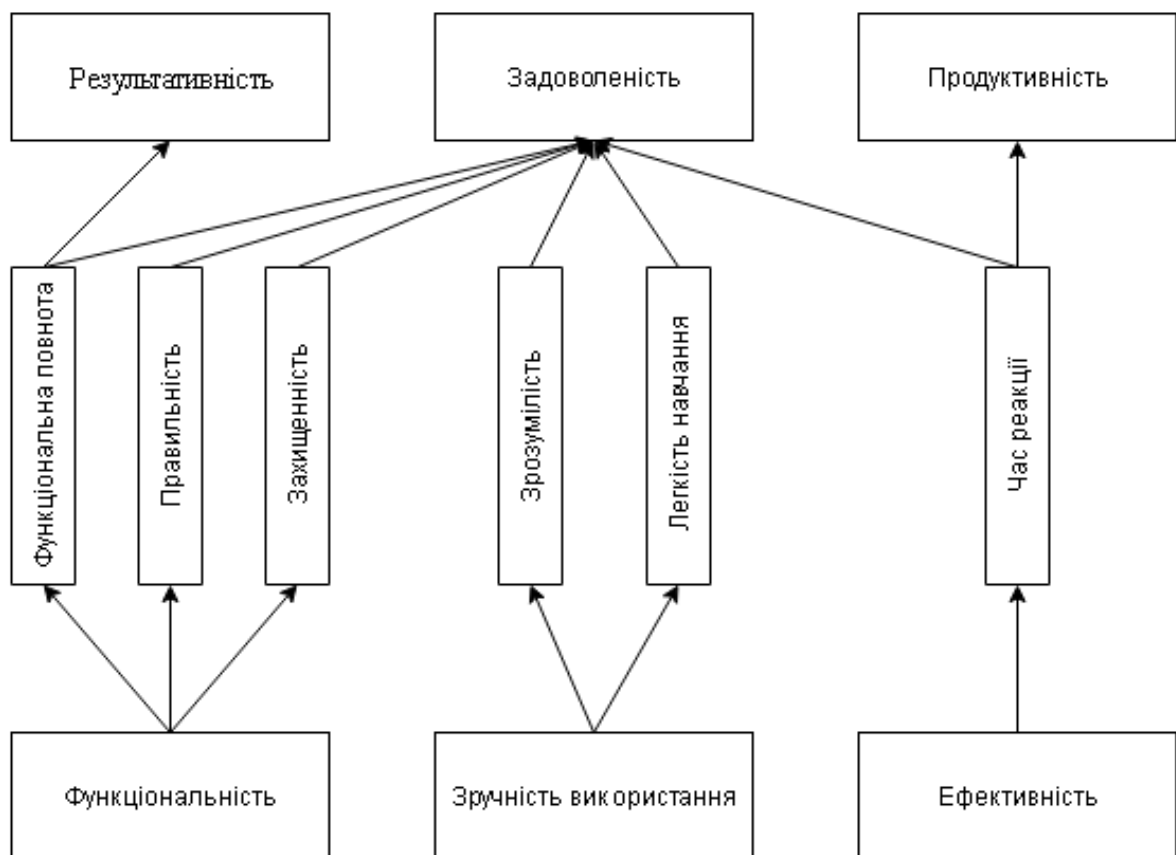 Результативність
Задоволеність
Продуктивність
Функціональна повнота
Правильність
Захищенність
Зрозумілість
Легкість навчання
Час реакції
Функціональність
Зручність використання
Ефективність